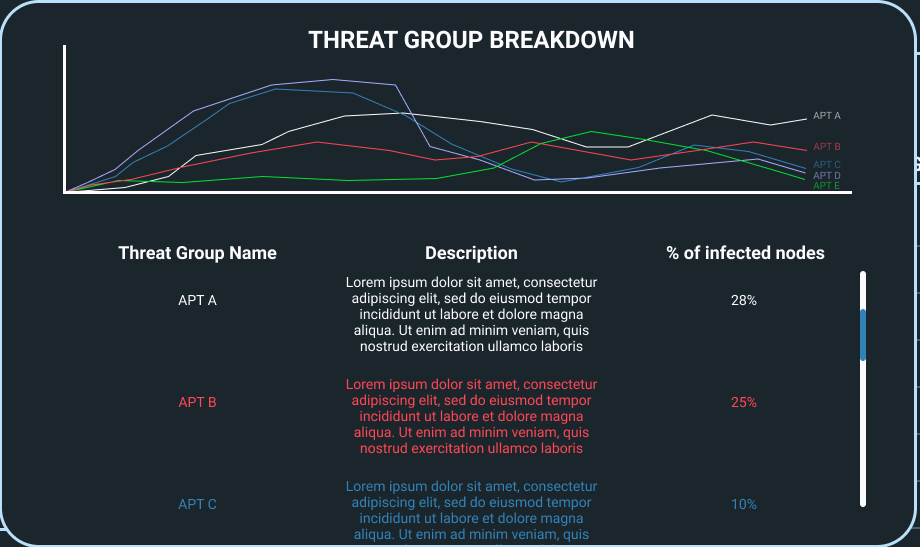 THREAT GROUP BREAKDOWN
APT A
APT B
APT C
APT D
APT E
Threat Group Name
Description
% of infected nodes
APT A
Lorem ipsum dolor sit amet, consectetur
adipiscing elit, sed do eiusmod tempor
incididunt ut labore et dolore magna
aliqua. Ut enim ad minim veniam, quis
nostrud exercitation ullamco laboris
28%
APT B
Lorem ipsum dolor sit amet, consectetur
adipiscing elit, sed do eiusmod tempor
incididunt ut labore et dolore magna
aliqua. Ut enim ad minim veniam, quis
nostrud exercitation ullamco laboris
25%
APT C
Lorem ipsum dolor sit amet, consectetur
adipiscing elit, sed do eiusmod tempor
incididunt ut labore et dolore magna
aliqua. Ut enim ad minim veniam, quis
10%